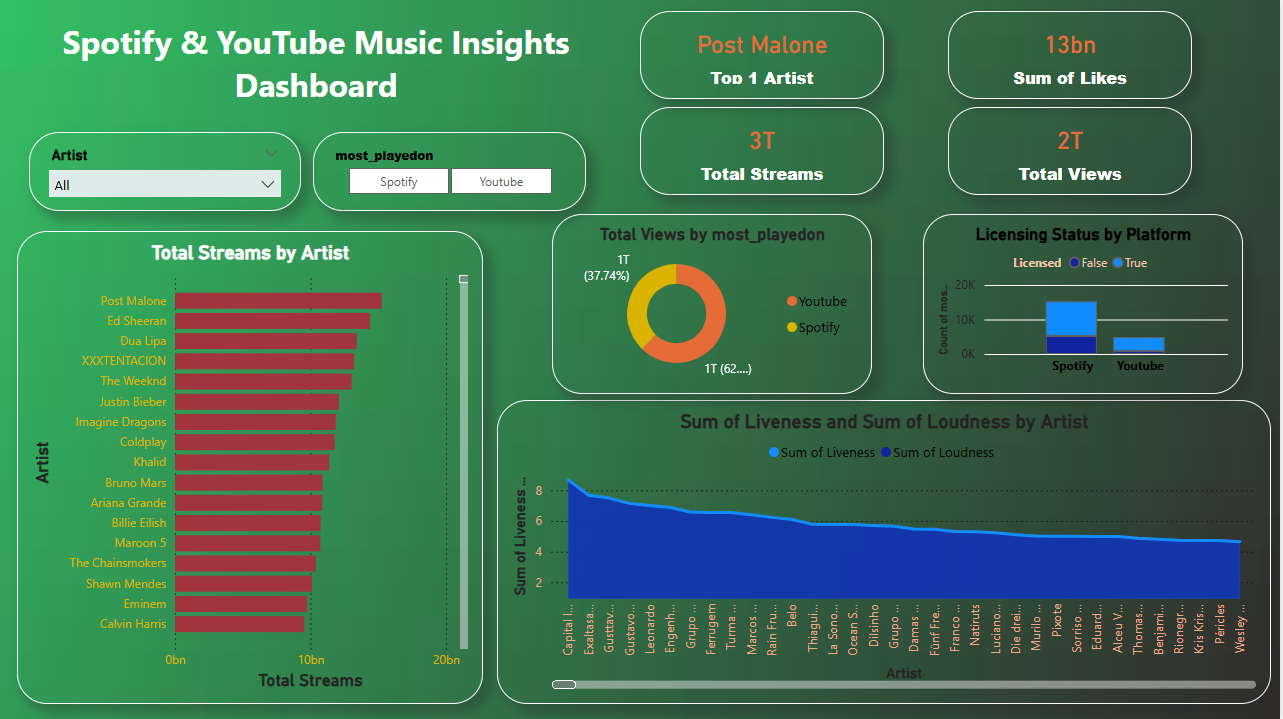 Spotify & YouTube Music Insights
Dashboard
Post Malone
Top 1 Artist
13bn
Sum of Likes
3T
Total Streams
2T
Total Views
Artist
All
most_playedon
Spotify
Youtube
Total Streams by Artist
Artist
Post Malone
Ed Sheeran
Dua Lipa
XXXTENTACION
The Weeknd
Justin Bieber
Imagine Dragons
Coldplay
Khalid
Bruno Mars
Ariana Grande
Billie Eilish
Maroon 5
The Chainsmokers
Shawn Mendes
Eminem
Calvin Harris
0bn 10bn 20bn
Total Streams
Total Views by most_playedon
1T
(37.74%)
1T (62....)
Youtube
Spotify
Licensing Status by Platform
Licensed False True
Count of mos...
20K
10K
0K
Spotify Youtube
Sum of Liveness and Sum of Loudness by Artist
Sum of Liveness Sum of Loudness
Sum of Liveness ...
8
6
4
2
Capital I...
Exaltasa...
Gusttav...
Gustavo...
Leonardo
Engenh...
Grupo ...
Ferrugem
Turma ...
Marcos ...
Rain Fru...
Belo
Thiagui...
La Sono...
Ocean S...
Dilsinho
Grupo ...
Damas ...
Fünf Fre...
Franco ...
Natiruts
Luciano...
Die drei...
Murilo ...
Pixote
Sorriso ...
Eduard...
Alceu V...
Thomas...
Benjami...
Rionegr...
Kris Kris...
Péricles
Wesley ...
Artist